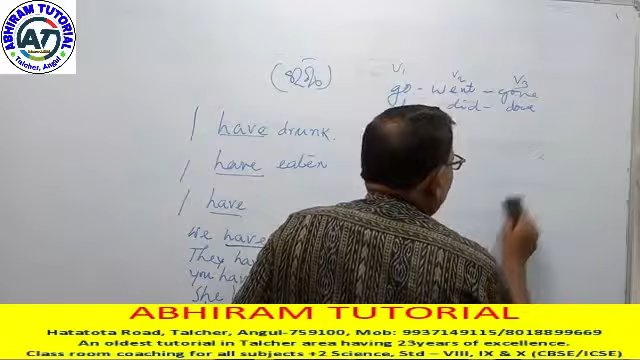 ABHIRAM TUTORIAL
AT
Talcher, Angul
V1 V2 V3
go - went - gone
did - done
I have drunk.
I have eaten
I have
We have
They ha
you hav
She
ABHIRAM TUTORIAL
Hatatota Road, Talcher, Angul-759100, Mob: 9937149115/8018899669
An oldest tutorial in Talcher area having 23years of excellence.
Class room coaching for all subjects +2 Science, Std – VIII, IX & X (CBSE/ICSE)